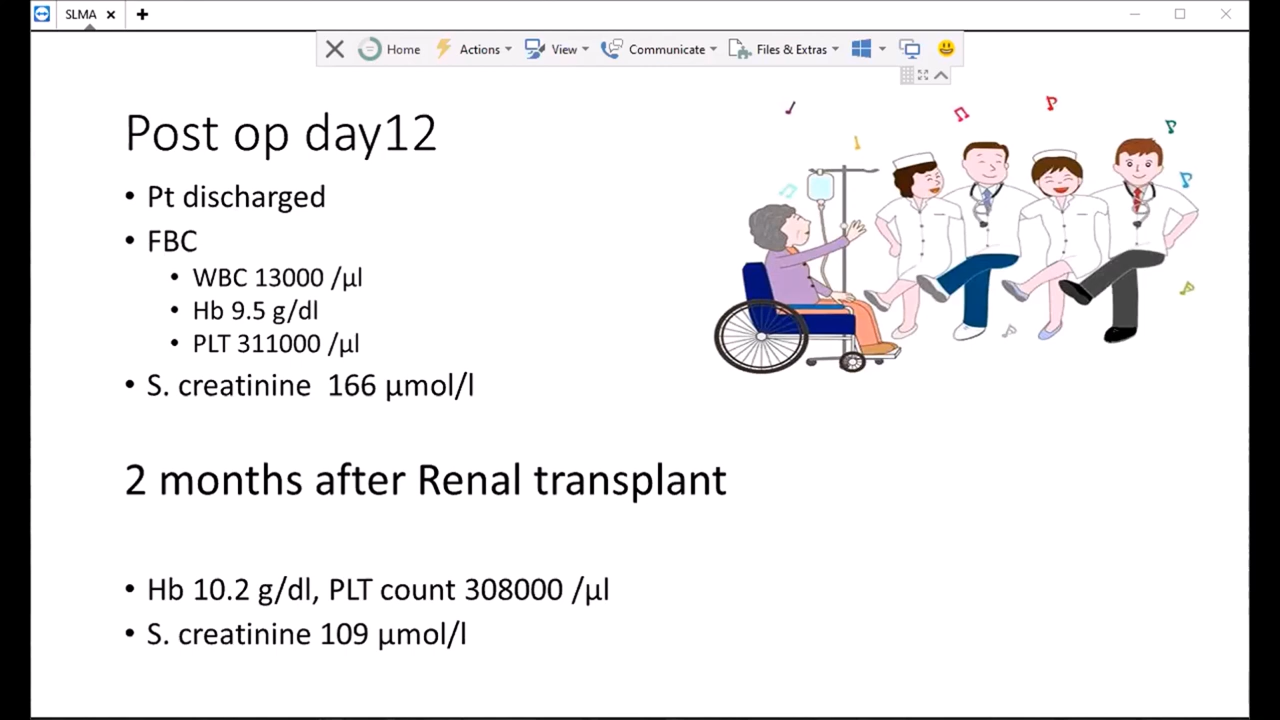 SLMA
Home Actions View Communicate Files & Extras
Post op day12
• Pt discharged
• FBC
• WBC 13000 /µl
• Hb 9.5 g/dl
• PLT 311000 /µl
• S. creatinine 166 µmol/l
2 months after Renal transplant
• Hb 10.2 g/dl, PLT count 308000 /µl
• S. creatinine 109 µmol/l